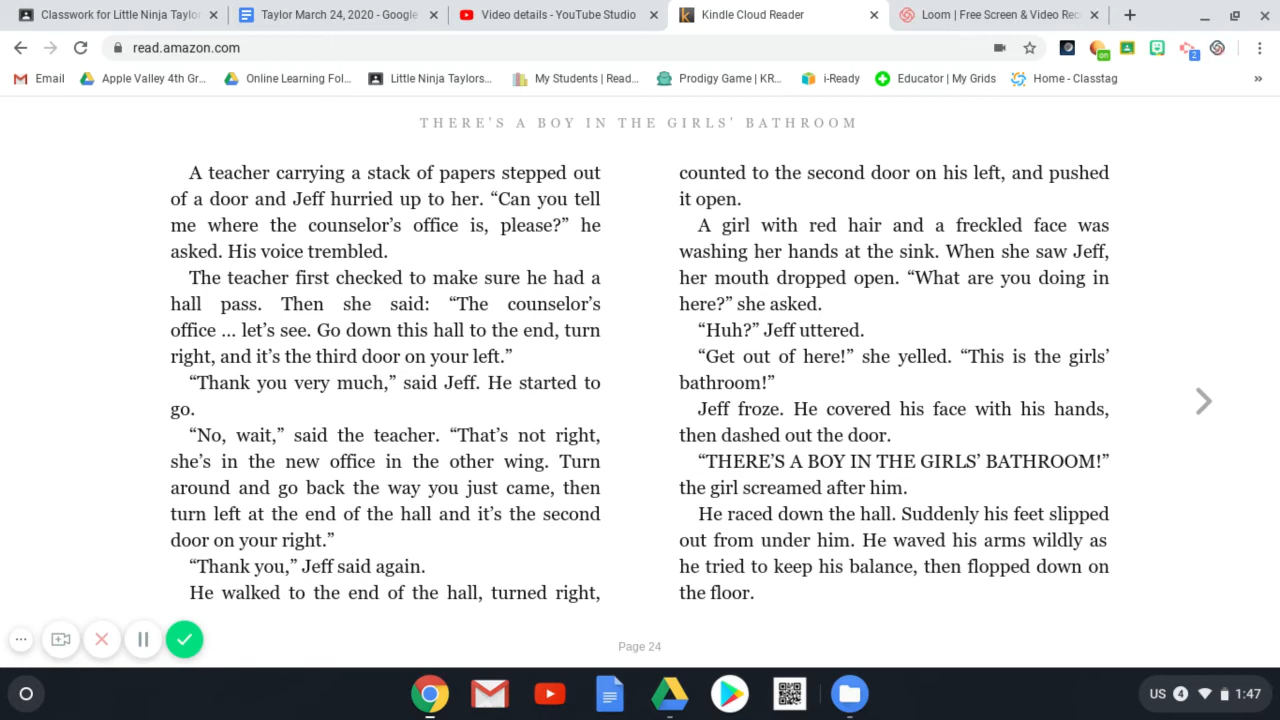 Classwork for Little Ninja Taylor
Taylor March 24, 2020 - Google
Video details - YouTube Studio
Kindle Cloud Reader
Loom | Free Screen & Video Rec
read.amazon.com
on
2
Email
Apple Valley 4th Gr...
Online Learning Fol...
Little Ninja Taylors...
My Students | Read...
Prodigy Game | KR...
i-Ready
Educator | My Grids
Home - Classtag
»
THERE'S A BOY IN THE GIRLS' BATHROOM
A teacher carrying a stack of papers stepped out
of a door and Jeff hurried up to her. “Can you tell
me where the counselor’s office is, please?” he
asked. His voice trembled.
The teacher first checked to make sure he had a
hall pass. Then she said: “The counselor’s
office ... let’s see. Go down this hall to the end, turn
right, and it’s the third door on your left.”
“Thank you very much,” said Jeff. He started to
go.
“No, wait,” said the teacher. “That’s not right,
she’s in the new office in the other wing. Turn
around and go back the way you just came, then
turn left at the end of the hall and it’s the second
door on your right.”
“Thank you,” Jeff said again.
He walked to the end of the hall, turned right,
counted to the second door on his left, and pushed
it open.
A girl with red hair and a freckled face was
washing her hands at the sink. When she saw Jeff,
her mouth dropped open. “What are you doing in
here?” she asked.
“Huh?” Jeff uttered.
“Get out of here!” she yelled. “This is the girls’
bathroom!”
Jeff froze. He covered his face with his hands,
then dashed out the door.
“THERE’S A BOY IN THE GIRLS’ BATHROOM!”
the girl screamed after him.
He raced down the hall. Suddenly his feet slipped
out from under him. He waved his arms wildly as
he tried to keep his balance, then flopped down on
the floor.
Page 24
US 4 1:47